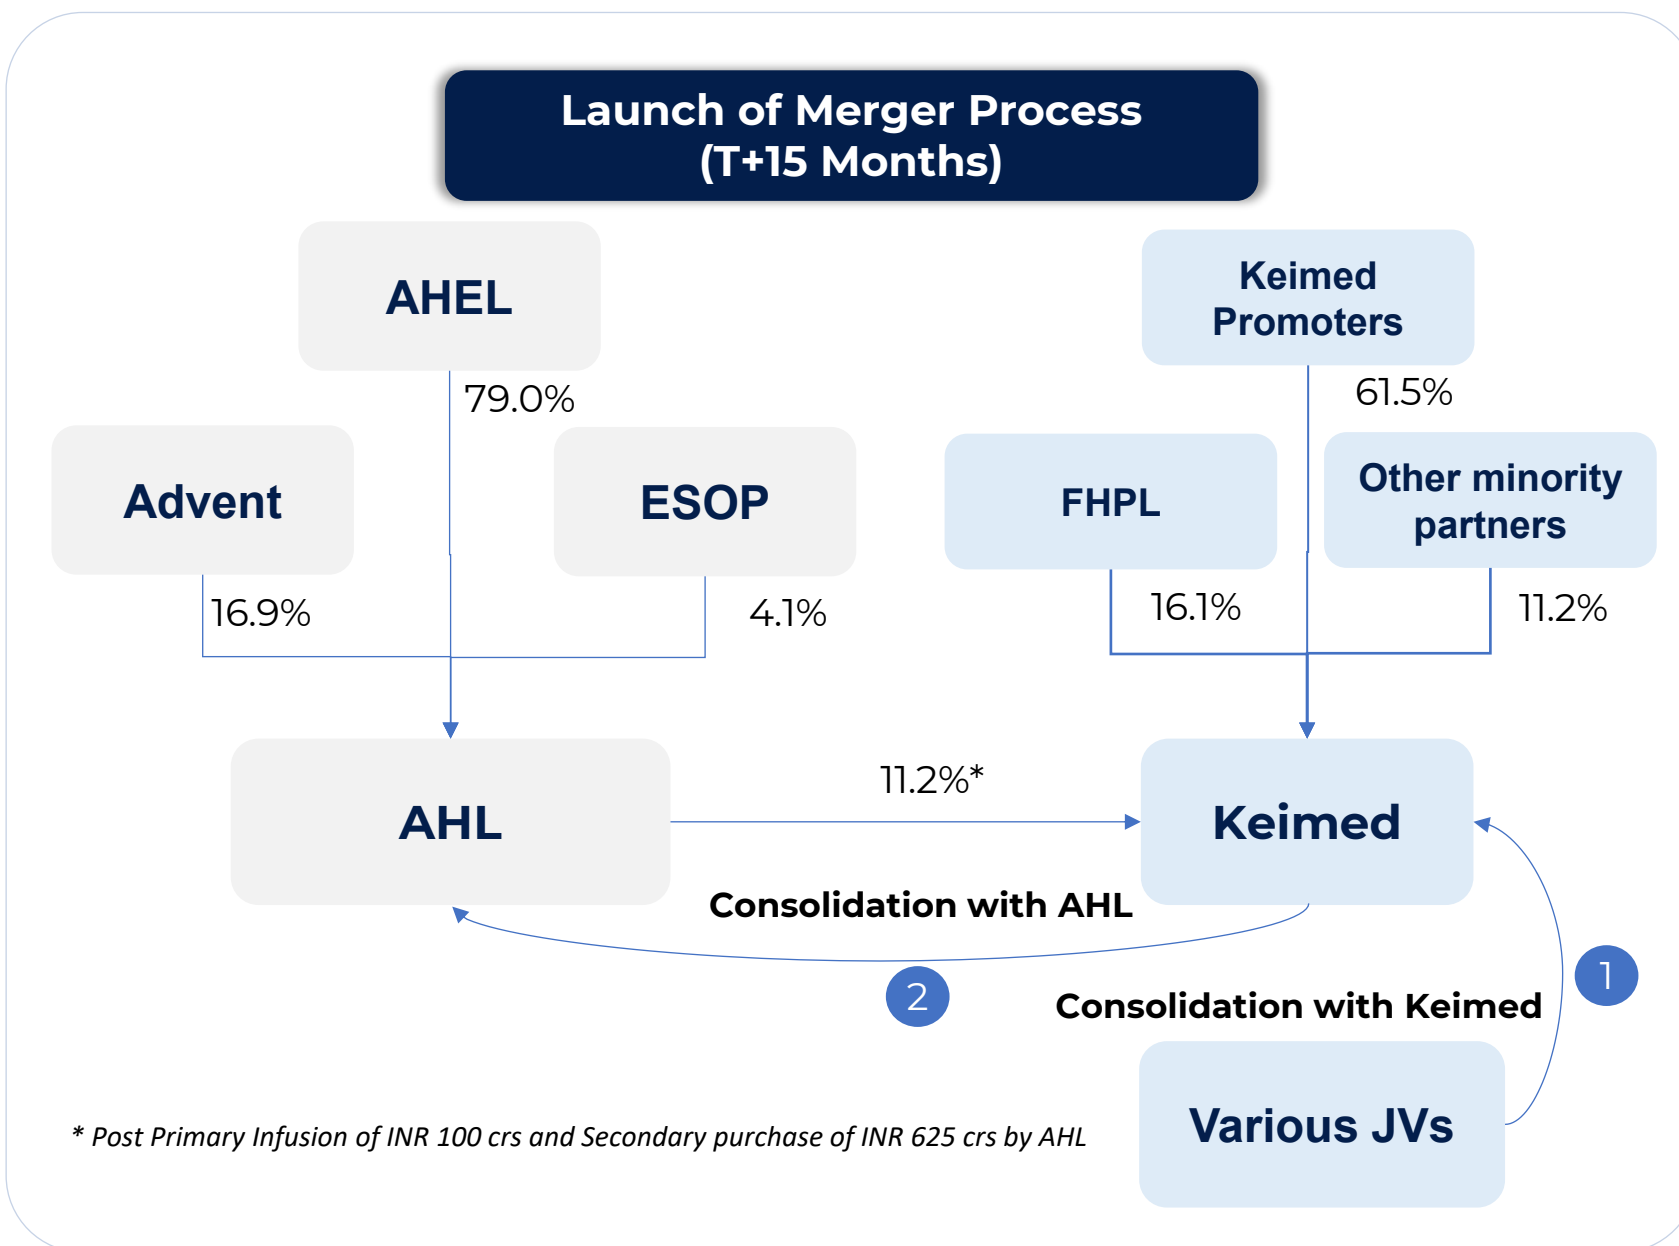 Launch of Merger Process
(T+15 Months)
AHEL
Keimed
Promoters
79.0%
61.5%
Advent
ESOP
FHPL
Other minority
partners
16.9%
4.1%
16.1%
11.2%
AHL
11.2%*
Keimed
Consolidation with AHL
2
1
Consolidation with Keimed
Various JVs
* Post Primary Infusion of INR 100 crs and Secondary purchase of INR 625 crs by AHL